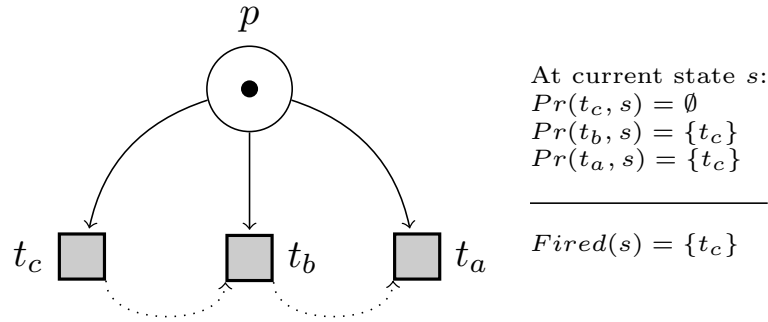 p
At current state s:
Pr(t_c, s) = ∅
Pr(t_b, s) = {t_c}
Pr(t_a, s) = {t_c}
Fired(s) = {t_c}
t_c
t_b
t_a